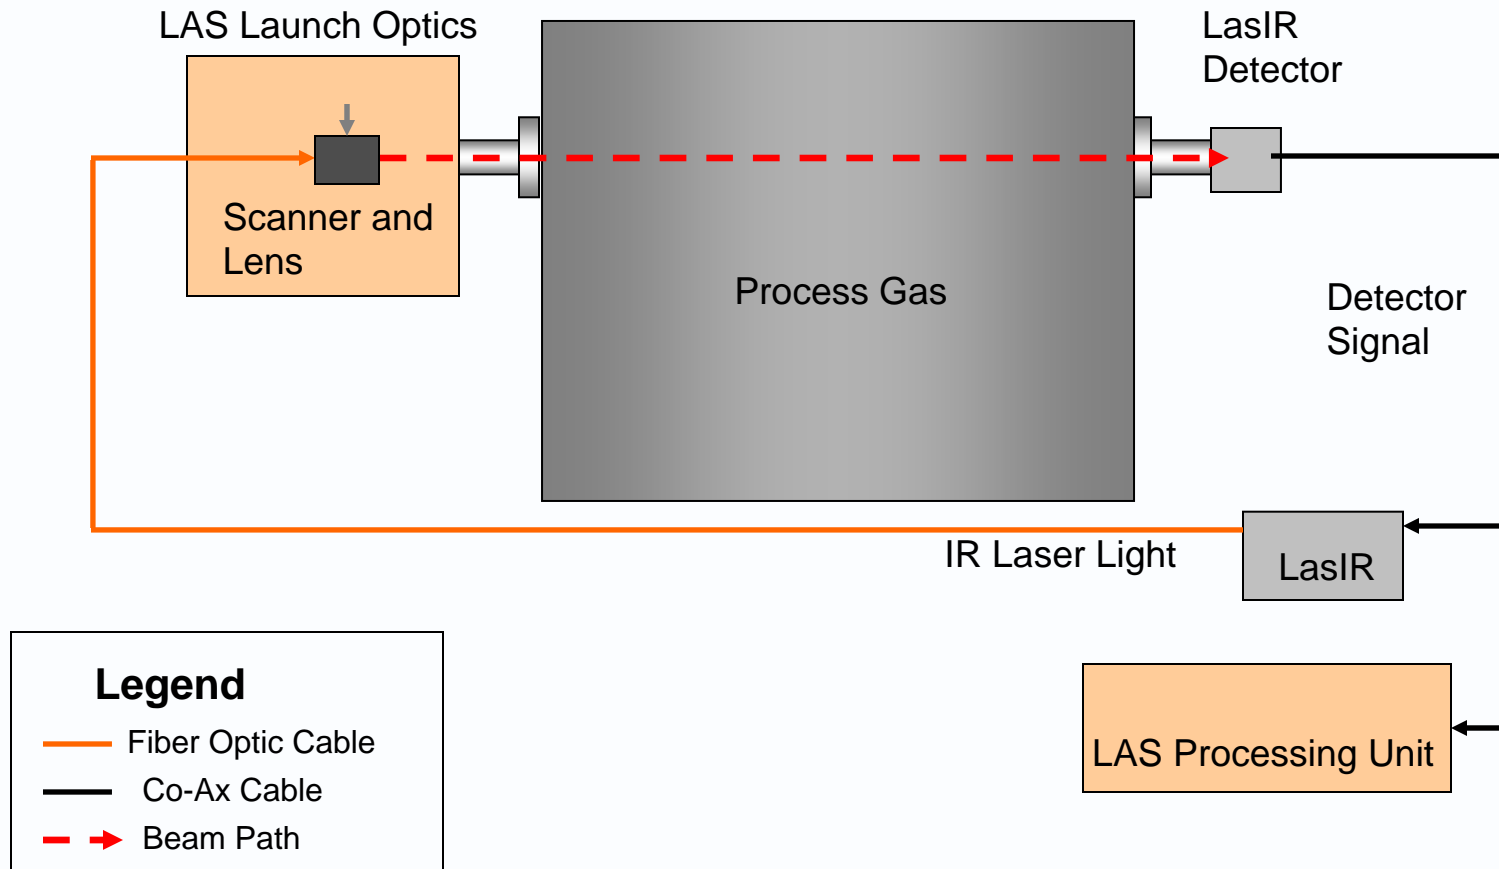 LAS Launch Optics
LasIR
Detector
Scanner and
Lens
Process Gas
Detector
Signal
IR Laser Light
LasIR
LAS Processing Unit
Legend
Fiber Optic Cable
Co-Ax Cable
Beam Path